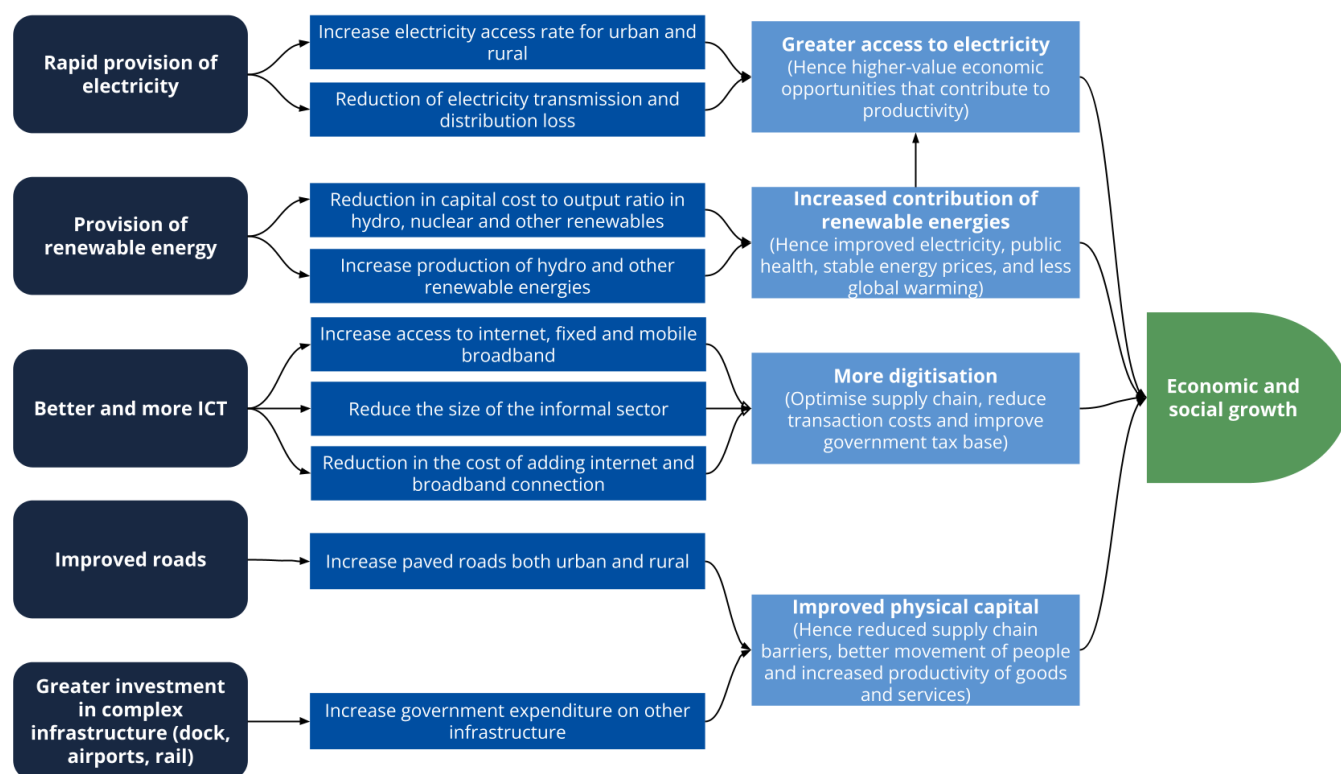 Rapid provision of
electricity
Increase electricity access rate for urban and
rural
Reduction of electricity transmission and
distribution loss
Greater access to electricity
(Hence higher-value economic
opportunities that contribute to
productivity)
Provision of
renewable energy
Reduction in capital cost to output ratio in
hydro, nuclear and other renewables
Increase production of hydro and other
renewable energies
Increased contribution of
renewable energies
(Hence improved electricity, public
health, stable energy prices, and less
global warming)
Better and more ICT
Increase access to internet, fixed and mobile
broadband
Reduce the size of the informal sector
Reduction in the cost of adding internet and
broadband connection
More digitisation
(Optimise supply chain, reduce
transaction costs and improve
government tax base)
Improved roads
Increase paved roads both urban and rural
Greater investment
in complex
infrastructure (dock,
airports, rail)
Increase government expenditure on other
infrastructure
Improved physical capital
(Hence reduced supply chain
barriers, better movement of people
and increased productivity of goods
and services)
Economic and
social growth